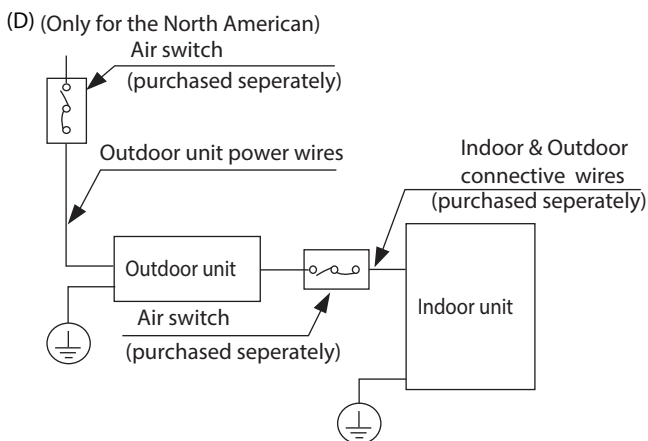 (D) (Only for the North American)
Air switch
(purchased seperately)
Outdoor unit power wires
Indoor & Outdoor
connective wires
(purchased seperately)
Outdoor unit
Indoor unit
Air switch
(purchased seperately)